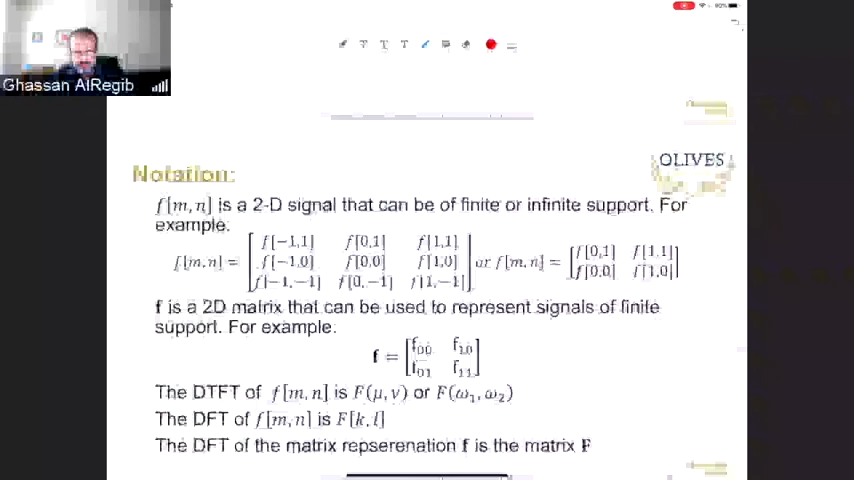 90%
Ghassan AlRegib
OLIVES
Notation:
f[m, n] is a 2-D signal that can be of finite or infinite support. For
example:
f[m, n] = [ f[−1,1] f[0,1] f[1,1] or f[m, n] = [ f[0,1] f[1,1]
f[−1,0] f[0,0] f[1,0] f[0,0] f[1,0] ]
f[−1,−1] f[0,−1] f[1,−1] ]
f is a 2D matrix that can be used to represent signals of finite
support. For example:
f = [ f00 f10
f01 f11 ]
The DTFT of f[m, n] is F(μ, ν) or F(ω1, ω2)
The DFT of f[m, n] is F[k, l]
The DFT of the matrix repserenation f is the matrix F